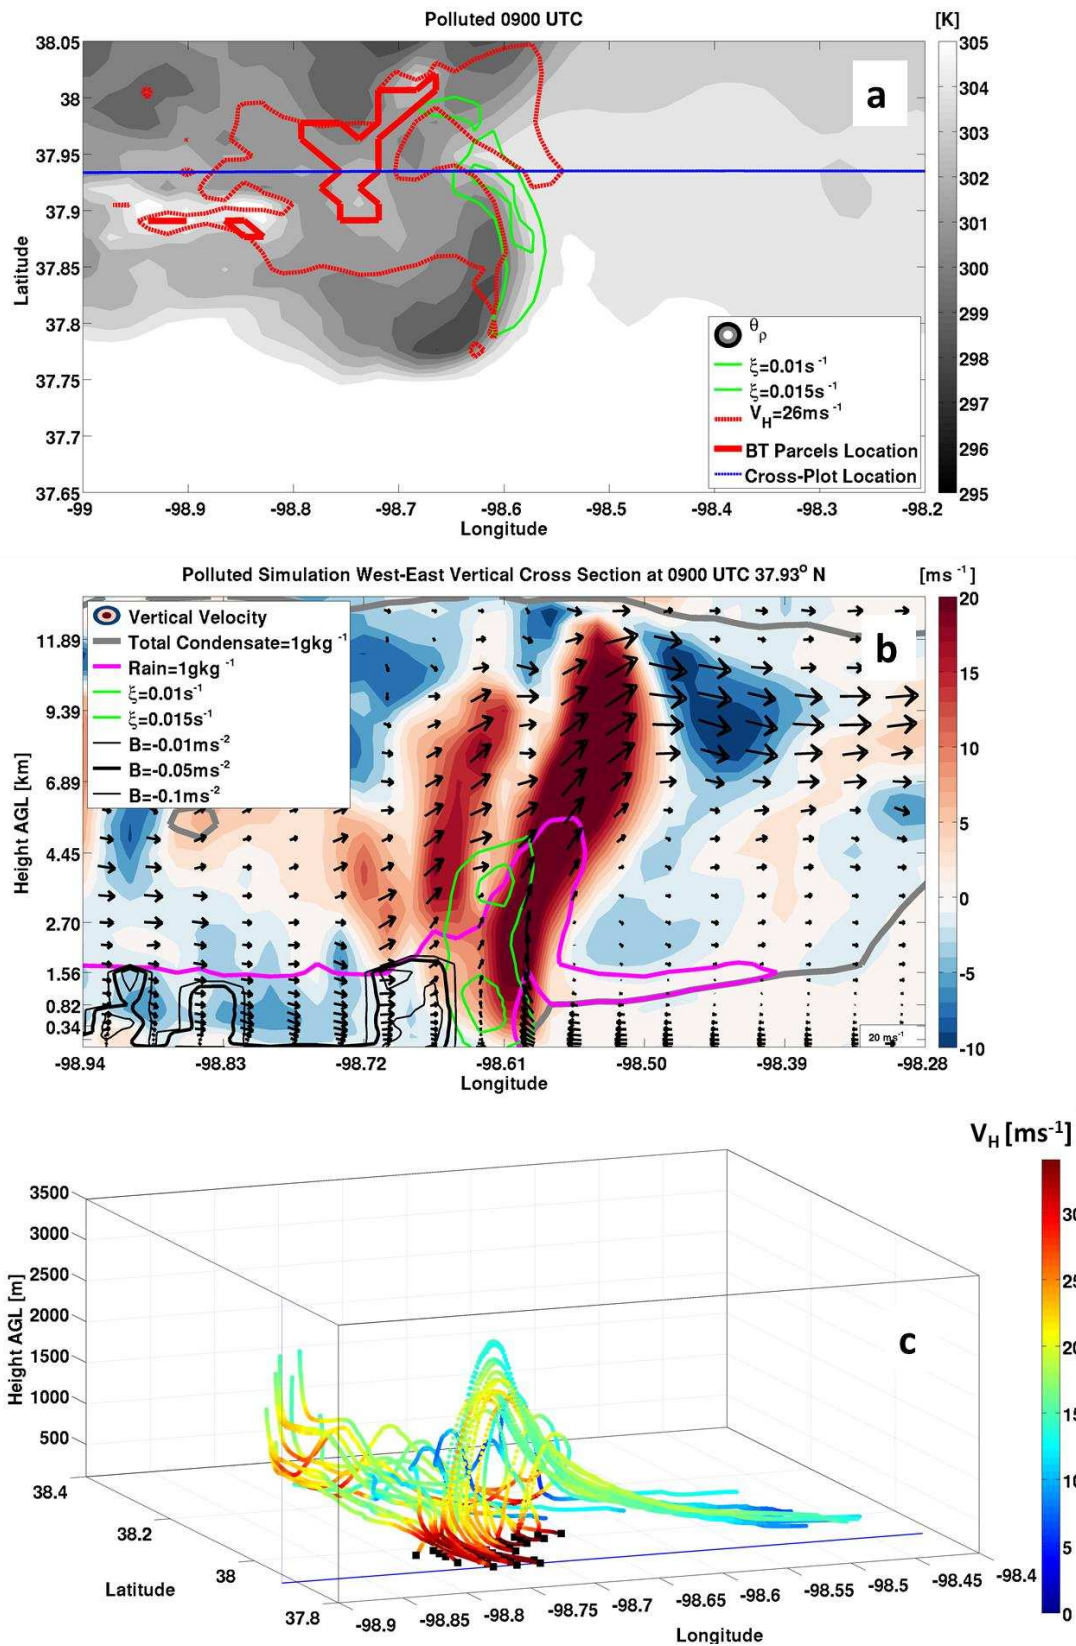 Polluted 0900 UTC
[K]
38.05
38
37.95
37.9
37.85
37.8
37.75
37.7
37.65
Latitude
a
θρ
ξ=0.01s⁻¹
ξ=0.015s⁻¹
V_H=26ms⁻¹
BT Parcels Location
Cross-Plot Location
-99
-98.9
-98.8
-98.7
-98.6
-98.5
-98.4
-98.3
-98.2
Longitude
305
304
303
302
301
300
299
298
297
296
295
Polluted Simulation West-East Vertical Cross Section at 0900 UTC 37.93° N
[ms⁻¹]
Vertical Velocity
Total Condensate=1gkg⁻¹
Rain=1gkg⁻¹
ξ=0.01s⁻¹
ξ=0.015s⁻¹
B=-0.01ms⁻²
B=-0.05ms⁻²
B=-0.1ms⁻²
b
11.89
9.39
6.89
4.45
2.70
1.56
0.82
0.34
Height AGL [km]
20 ms⁻¹
-98.94
-98.83
-98.72
-98.61
-98.50
-98.39
-98.28
Longitude
20
15
10
5
0
-5
-10
V_H [ms⁻¹]
3500
3000
2500
2000
1500
1000
500
Height AGL [m]
c
38.4
38.2
38
37.8
Latitude
-98.9
-98.85
-98.8
-98.75
-98.7
-98.65
-98.6
-98.55
-98.5
-98.45
-98.4
Longitude
25
20
15
10
5
0